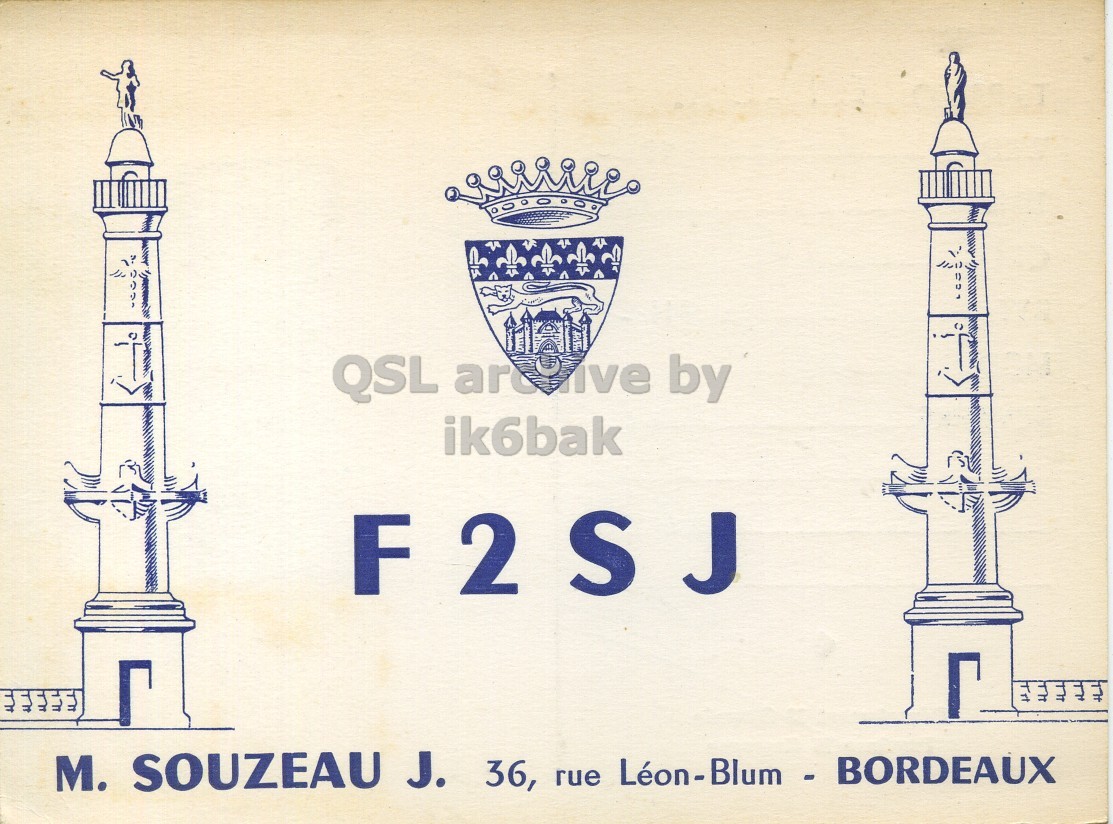 QSL archive by
ik6bak
F2SJ
M. SOUZEAU J. 36, rue Léon-Blum - BORDEAUX